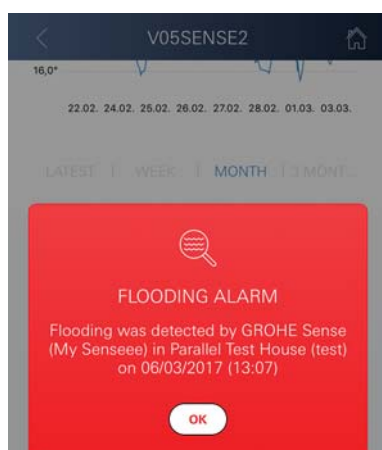 V05SENSE2
16,0°
22.02. 24.02. 25.02. 26.02. 27.02. 28.02. 01.03. 03.03.
LATEST | WEEK | MONTH | 3 MONT...
FLOODING ALARM
Flooding was detected by GROHE Sense
(My Senseee) in Parallel Test House (test)
on 06/03/2017 (13:07)
OK